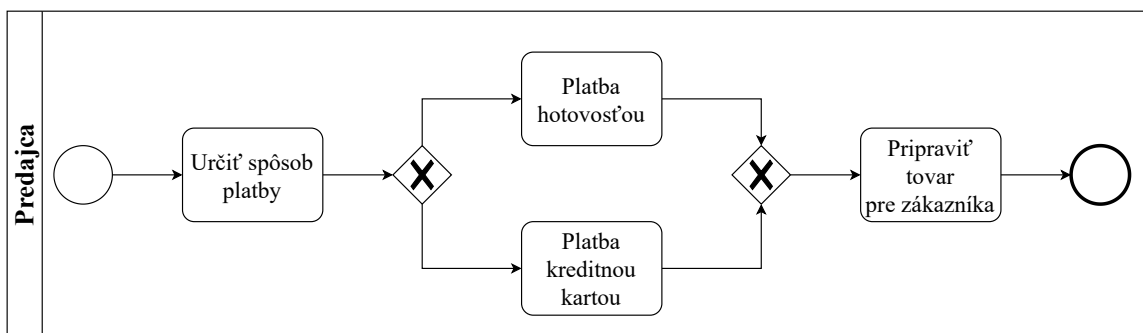 Predajca
Určiť spôsob
platby
Platba
hotovosťou
Platba
kreditnou
kartou
Pripraviť
tovar
pre zákazníka